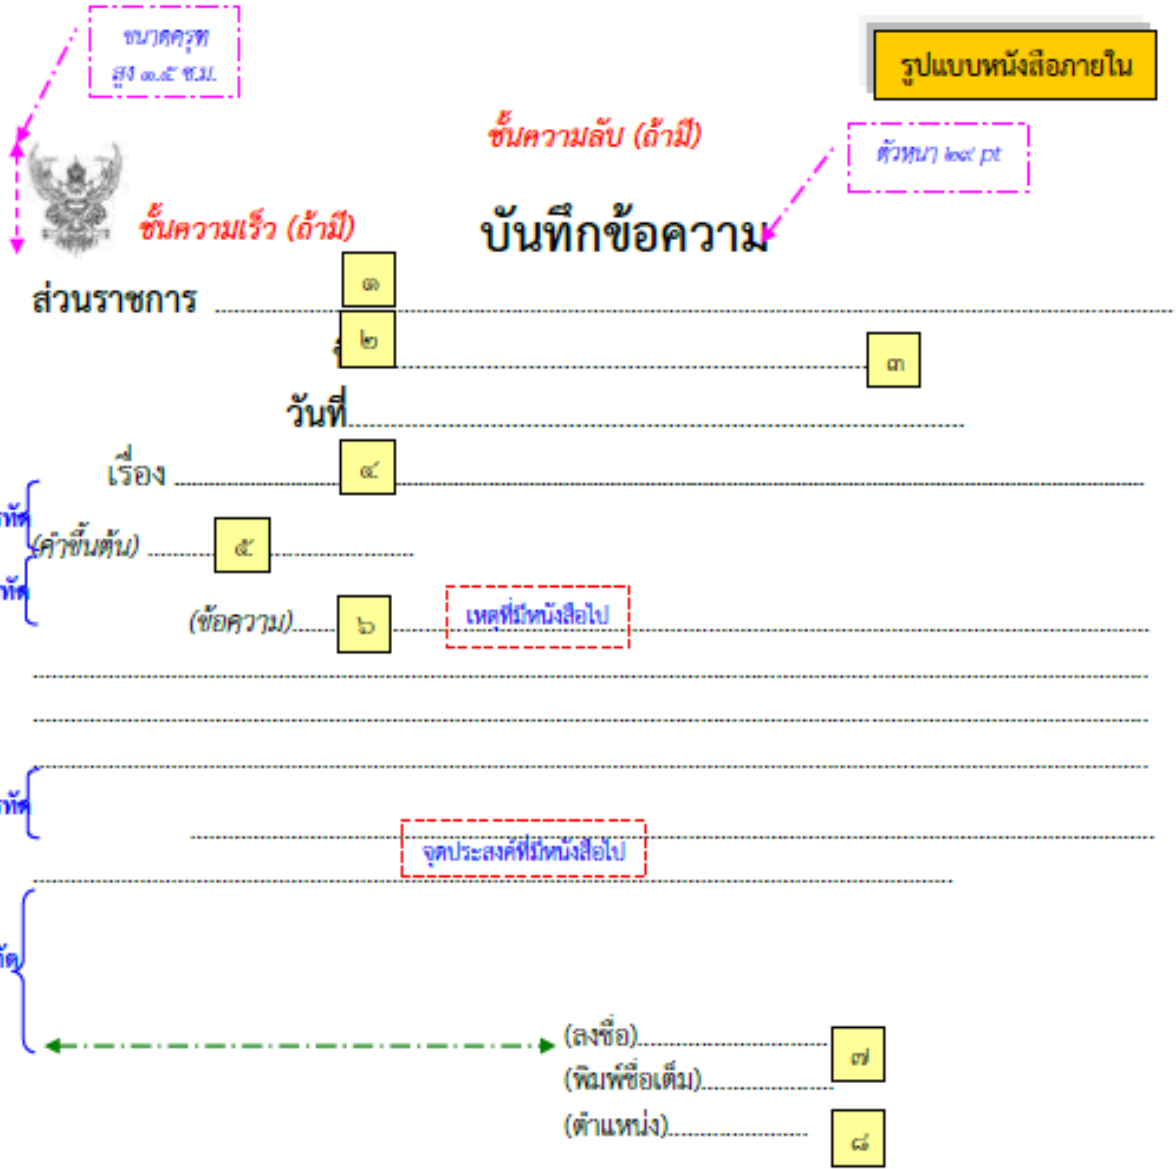 ขนาดครุฑ
สูง ๑.๕ ซ.ม.
รูปแบบหนังสือภายใน
ชั้นความลับ (ถ้ามี)
ตัวหนา ๒๙ pt
ชั้นความเร็ว (ถ้ามี)
บันทึกข้อความ
๑
ส่วนราชการ
๒
๓
วันที่
เรื่อง
๔
(คำขึ้นต้น)
๕
(ข้อความ)
๖
เหตุที่มีหนังสือไป
จุดประสงค์ที่มีหนังสือไป
(ลงชื่อ)
๗
(พิมพ์ชื่อเต็ม)
(ตำแหน่ง)
๘